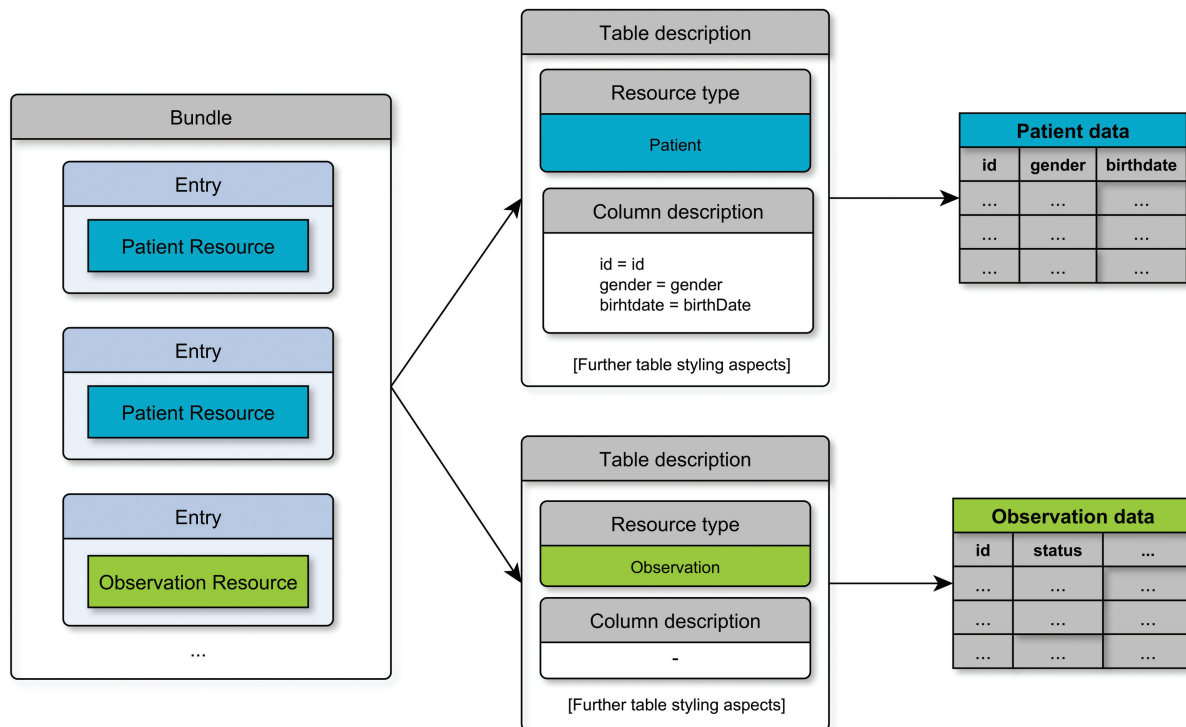 Bundle
Entry
Patient Resource
Entry
Patient Resource
Entry
Observation Resource
...
Table description
Resource type
Patient
Column description
id = id
gender = gender
birhtdate = birthDate
[Further table styling aspects]
Table description
Resource type
Observation
Column description
-
[Further table styling aspects]
Patient data
id gender birthdate
... ... ...
... ... ...
... ... ...
Observation data
id status ...
... ... ...
... ... ...
... ... ...